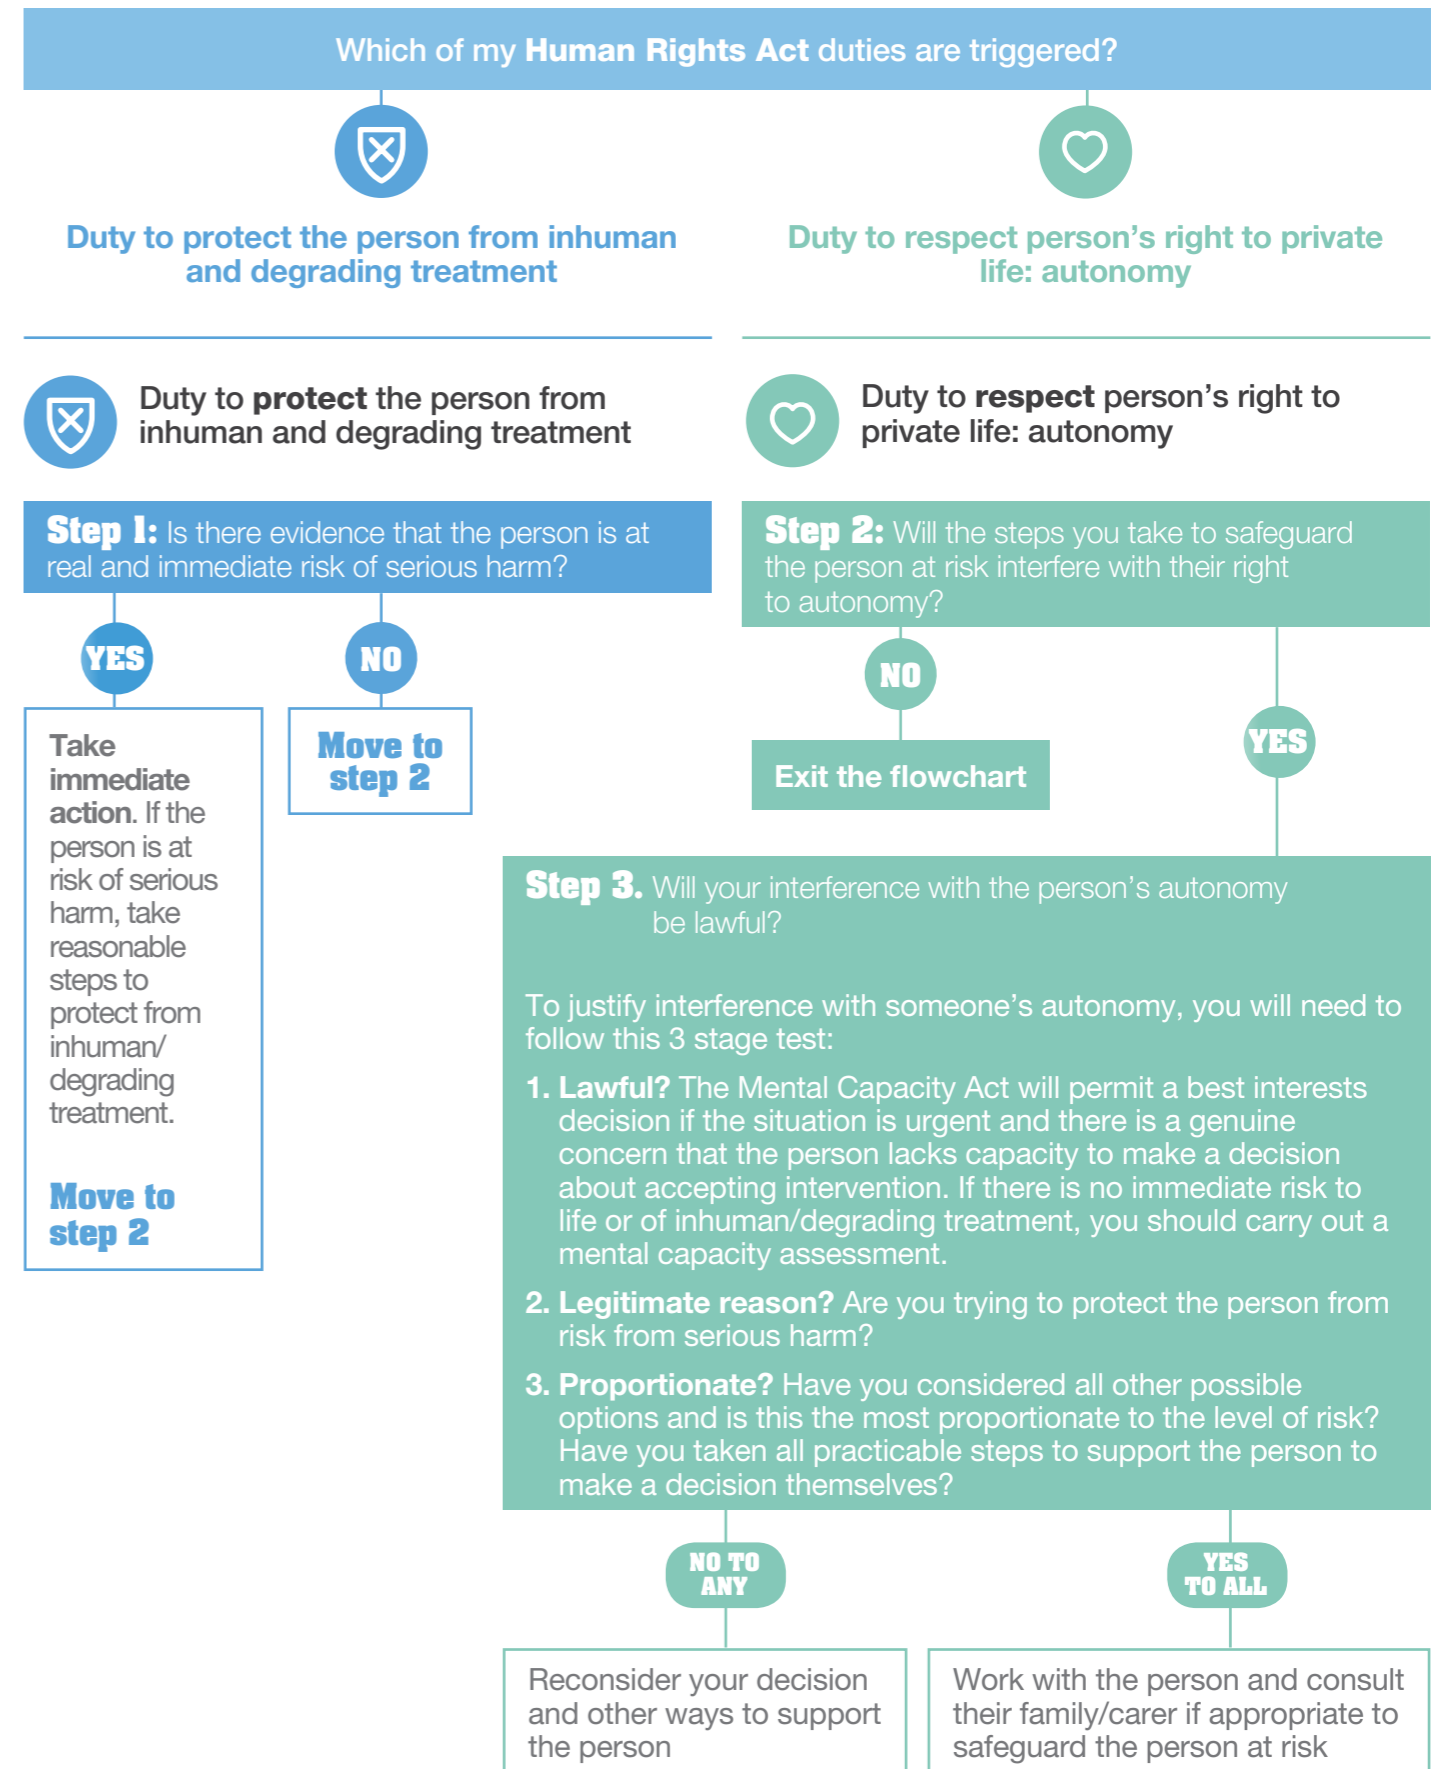 Which of my Human Rights Act duties are triggered?
Duty to protect the person from inhuman
and degrading treatment
Duty to respect person's right to private
life: autonomy
Duty to protect the person from
inhuman and degrading treatment
Duty to respect person's right to
private life: autonomy
Step 1: Is there evidence that the person is at
real and immediate risk of serious harm?
YES
NO
Take
immediate
action. If the
person is at
risk of serious
harm, take
reasonable
steps to
protect from
inhuman/
degrading
treatment.
Move to
step 2
Move to
step 2
Step 2: Will the steps you take to safeguard
the person at risk interfere with their right
to autonomy?
NO
YES
Exit the flowchart
Step 3. Will your interference with the person's autonomy
be lawful?
To justify interference with someone's autonomy, you will need to
follow this 3 stage test:
1. Lawful? The Mental Capacity Act will permit a best interests
decision if the situation is urgent and there is a genuine
concern that the person lacks capacity to make a decision
about accepting intervention. If there is no immediate risk to
life or of inhuman/degrading treatment, you should carry out a
mental capacity assessment.
2. Legitimate reason? Are you trying to protect the person from
risk from serious harm?
3. Proportionate? Have you considered all other possible
options and is this the most proportionate to the level of risk?
Have you taken all practicable steps to support the person to
make a decision themselves?
NO TO
ANY
YES
TO ALL
Reconsider your decision
and other ways to support
the person
Work with the person and consult
their family/carer if appropriate to
safeguard the person at risk